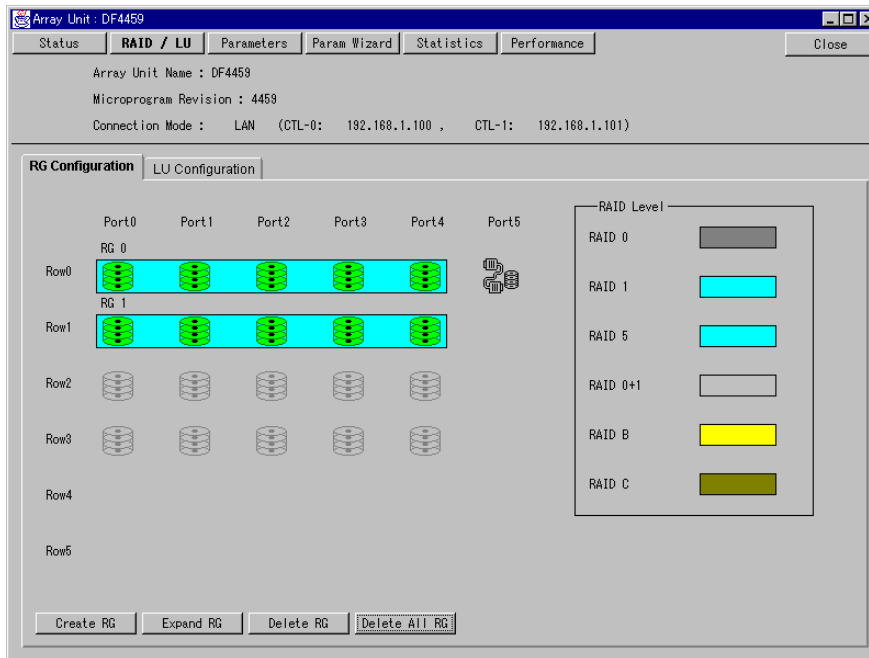 Array Unit : DF4459
Status RAID / LU Parameters Param Wizard Statistics Performance Close
Array Unit Name : DF4459
Microprogram Revision : 4459
Connection Mode : LAN (CTL-0: 192.168.1.100 , CTL-1: 192.168.1.101)
RG Configuration LU Configuration
RAID Level
Port0 Port1 Port2 Port3 Port4 Port5
RAID 0
RG 0
Row0
RAID 1
RG 1
Row1
RAID 5
Row2
RAID 0+1
Row3
RAID B
Row4
RAID C
Row5
Create RG Expand RG Delete RG Delete All RG